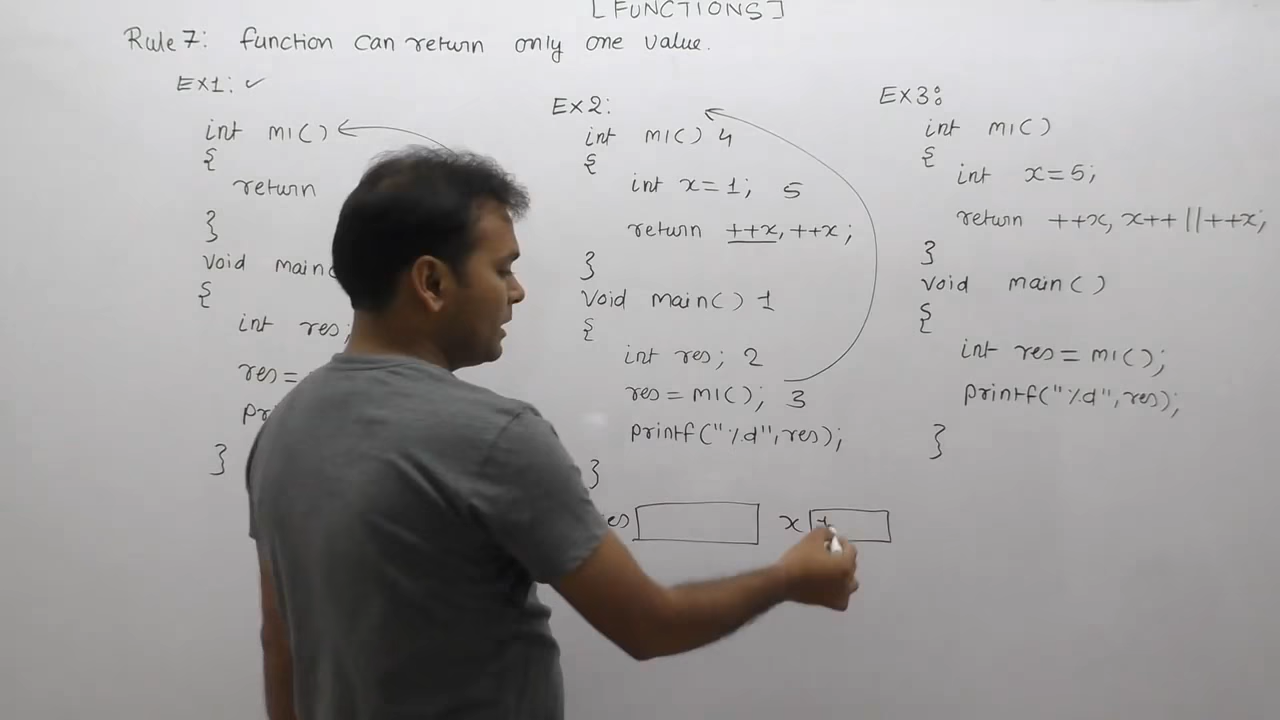 [FUNCTIONS]
Rule 7: function can return only one value.
EX1: ✓
int m1()
{
return
}
void main
{
int res;
res =
}
EX2:
int m1() 4
{
int x=1; 5
return ++x, ++x;
}
void main() 1
{
int res; 2
res = m1(); 3
printf("%d",res);
}
x
EX3:
int m1()
{
int x=5;
return ++x, x++ ||++x;
}
void main()
{
int res = m1();
printf("%d",res);
}